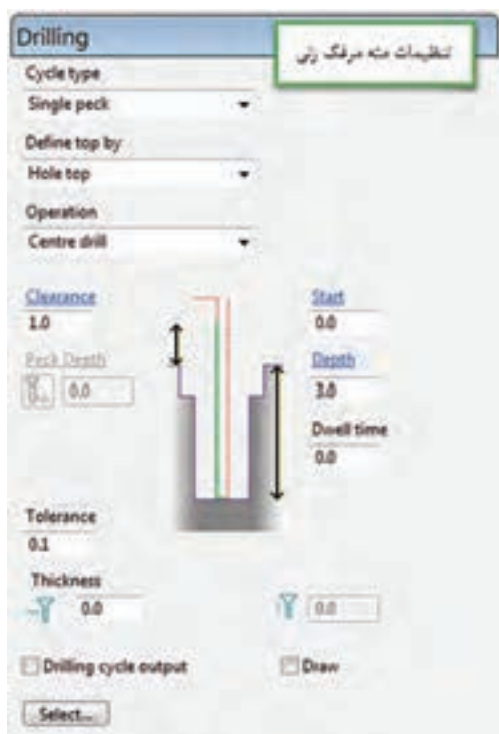 Drilling
تنظیمات مته مرغک زنی
Cycle type
Single peck
Define top by
Hole top
Operation
Centre drill
Clearance
1.0
Start
0.0
Peck Depth
0.0
Depth
3.0
Dwell time
0.0
Tolerance
0.1
Thickness
0.0
0.0
Drilling cycle output
Draw
Select...